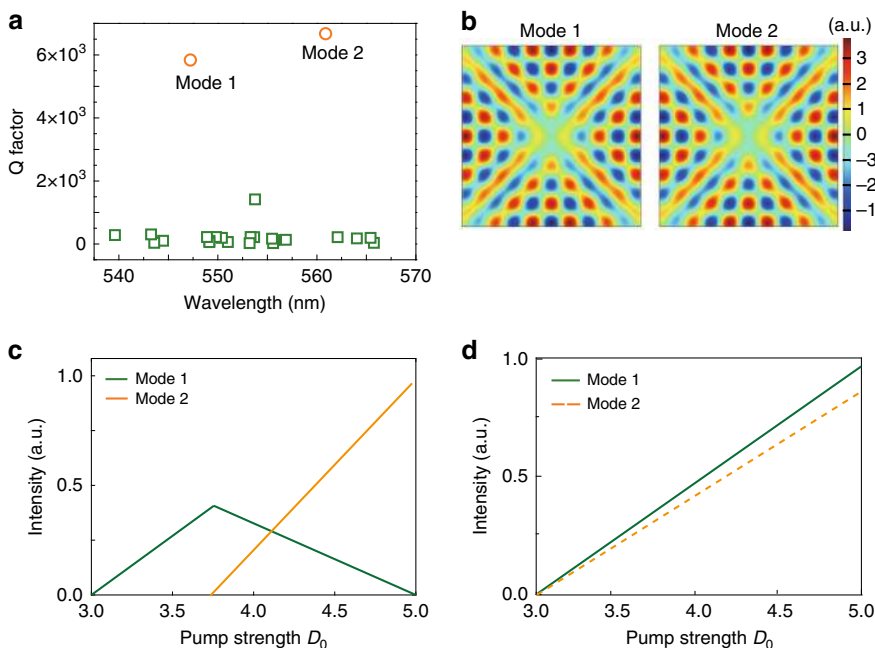 a
Q factor
6×10³
4×10³
2×10³
0
Mode 1
Mode 2
540
550
560
570
Wavelength (nm)
b
Mode 1
Mode 2
(a.u.)
3
2
1
0
−3
−2
−1
c
Intensity (a.u.)
1.0
0.5
0.0
Mode 1
Mode 2
3.0
3.5
4.0
4.5
5.0
Pump strength D₀
d
Intensity (a.u.)
1.0
0.5
0.0
Mode 1
Mode 2
3.0
3.5
4.0
4.5
5.0
Pump strength D₀